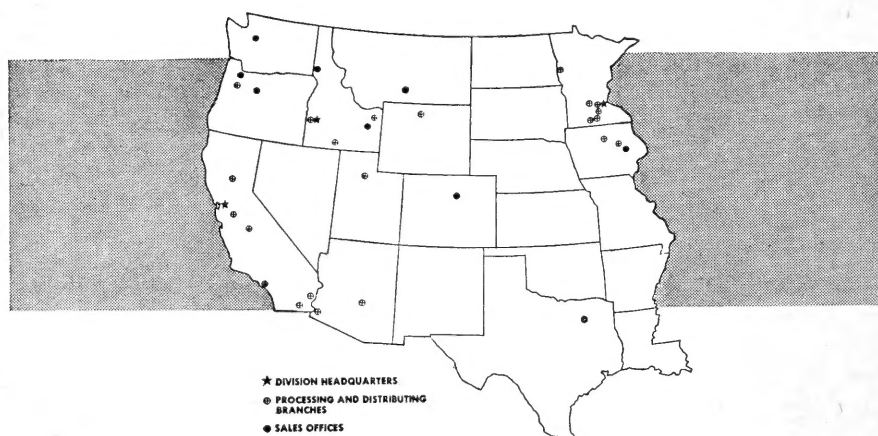 ★ DIVISION HEADQUARTERS
⊕ PROCESSING AND DISTRIBUTING
BRANCHES
● SALES OFFICES